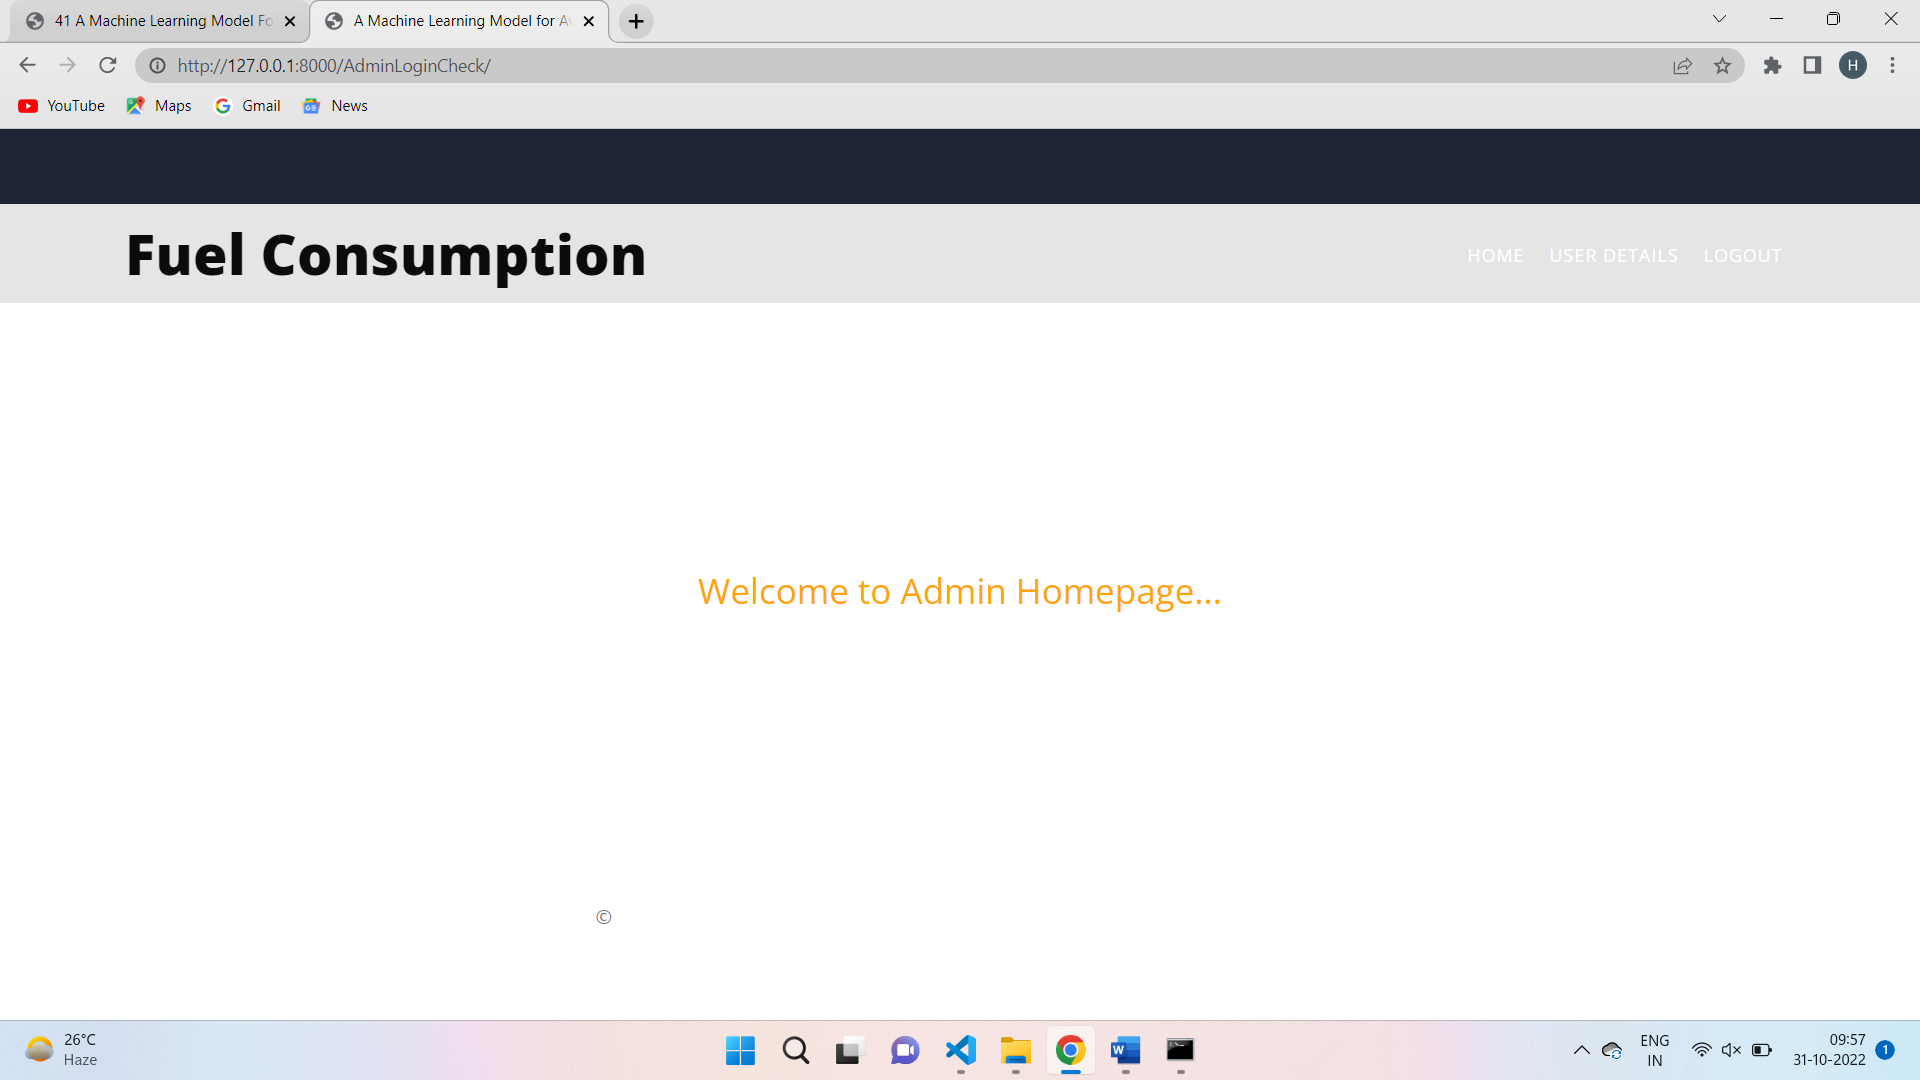 41 A Machine Learning Model Fo
A Machine Learning Model for Av
http://127.0.0.1:8000/AdminLoginCheck/
H
YouTube
Maps
Gmail
News
Fuel Consumption
HOME
USER DETAILS
LOGOUT
Welcome to Admin Homepage...
©
26°C
Haze
ENG
IN
09:57
31-10-2022
1